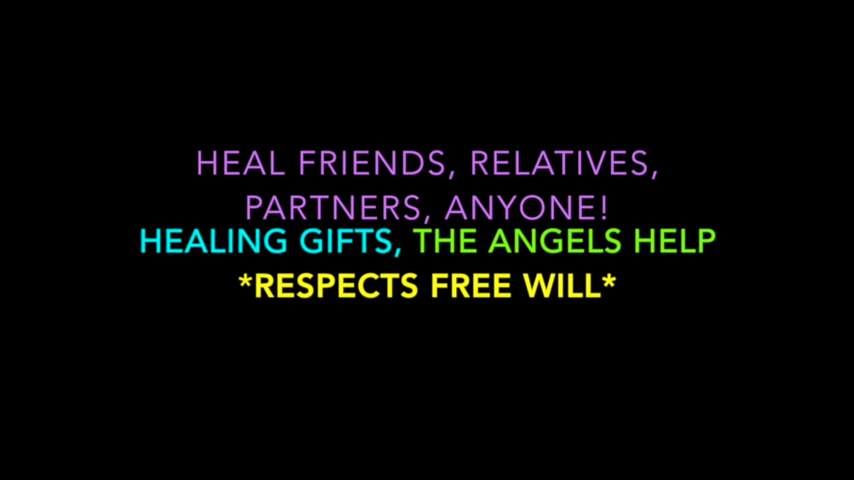 HEAL FRIENDS, RELATIVES,
PARTNERS, ANYONE!
HEALING GIFTS, THE ANGELS HELP
*RESPECTS FREE WILL*